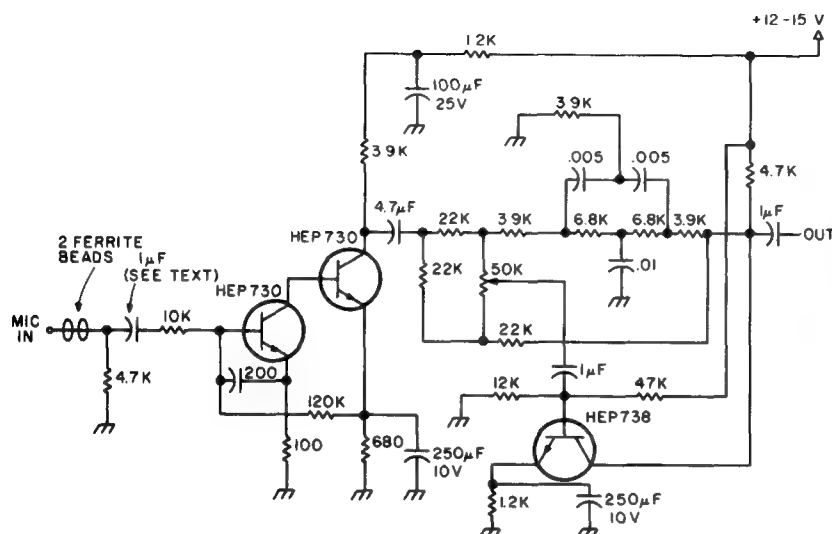 +12-15 V
1.2K
100µF
25V
3.9K
3.9K
.005
.005
4.7K
4.7µF
22K
3.9K
6.8K
6.8K
3.9K
1µF
OUT
HEP730
2 FERRITE
BEADS
1µF
(SEE TEXT)
HEP730
22K
50K
.01
MIC
IN
10K
22K
4.7K
200
120K
1µF
12K
47K
HEP738
100
680
250µF
10V
1.2K
250µF
10V